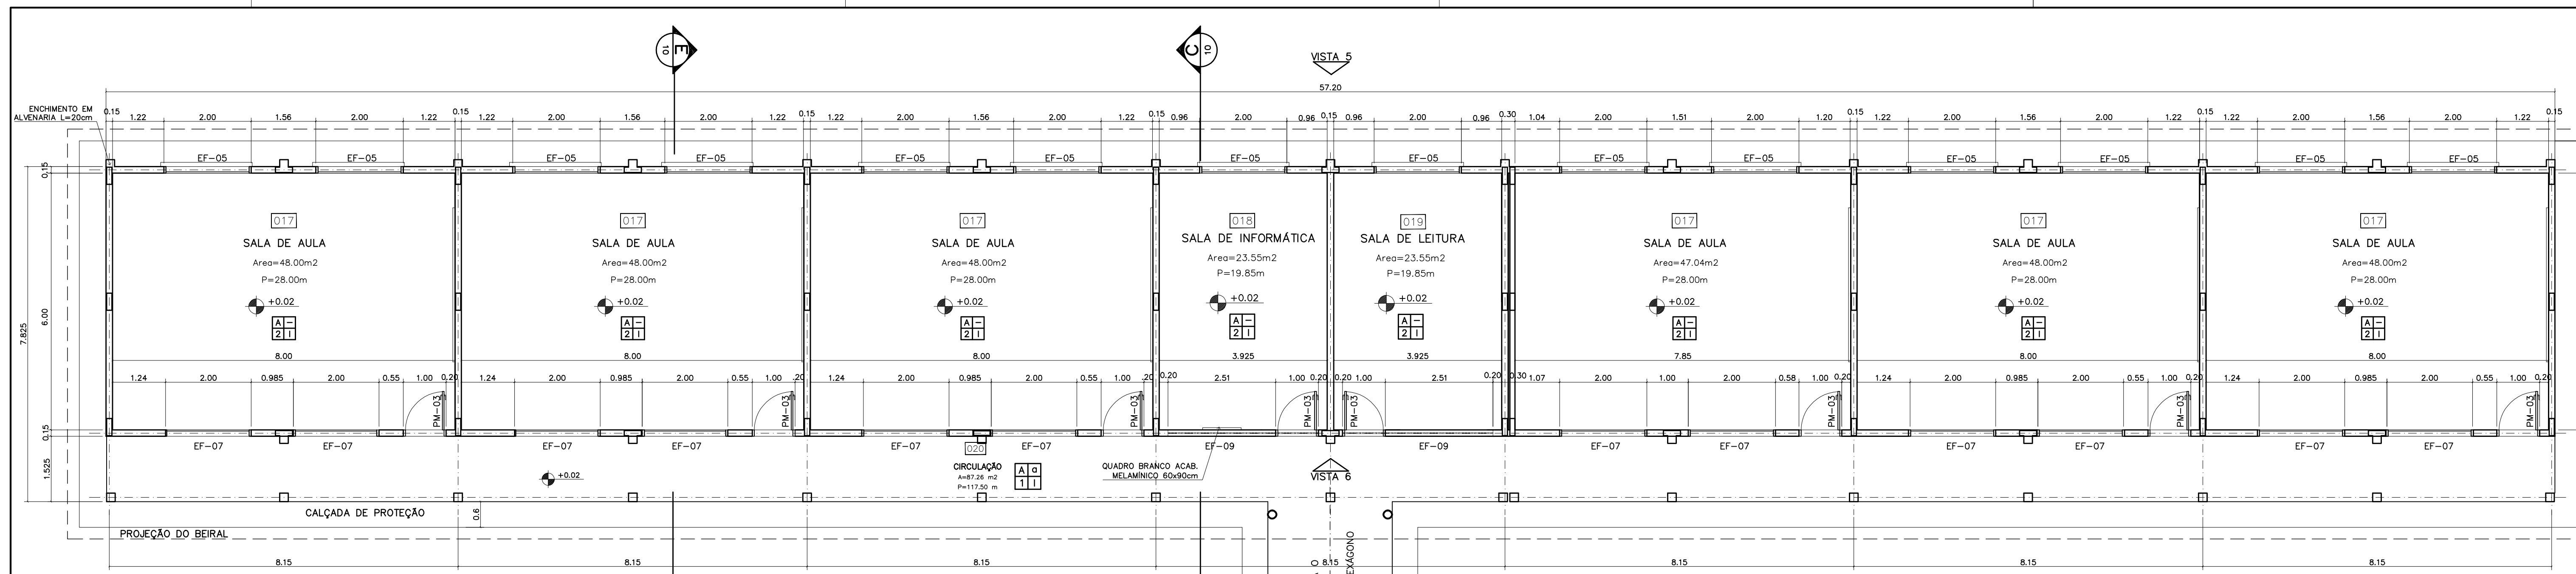 E 10
C 10
VISTA 5
57.20
ENCHIMENTO EM
ALVENARIA L=20cm
0.15 1.22 2.00 1.56 2.00 1.22 0.15 1.22 2.00 1.56 2.00 1.22 0.15 1.22 2.00 1.56 2.00 1.22 0.15 0.96 2.00 0.96 0.15 0.96 2.00 0.96 0.30 1.04 2.00 1.51 2.00 1.20 0.15 1.22 2.00 1.56 2.00 1.22 0.15 1.22 2.00 1.56 2.00 1.22 0.15
EF-05 EF-05 EF-05 EF-05 EF-05 EF-05 EF-05 EF-05 EF-05 EF-05 EF-05 EF-05 EF-05 EF-05
0.15
017 017 017 018 019 017 017 017
SALA DE AULA SALA DE AULA SALA DE AULA SALA DE INFORMÁTICA SALA DE LEITURA SALA DE AULA SALA DE AULA SALA DE AULA
Area=48.00m2 Area=48.00m2 Area=48.00m2 Area=23.55m2 Area=23.55m2 Area=47.04m2 Area=48.00m2 Area=48.00m2
P=28.00m P=28.00m P=28.00m P=19.85m P=19.85m P=28.00m P=28.00m P=28.00m
+0.02 +0.02 +0.02 +0.02 +0.02 +0.02 +0.02 +0.02
A - A - A - A - A - A - A - A -
2 I 2 I 2 I 2 I 2 I 2 I 2 I 2 I
7.825
6.00
8.00 8.00 8.00 3.925 3.925 7.85 8.00 8.00
1.24 2.00 0.985 2.00 0.55 1.00 0.20 1.24 2.00 0.985 2.00 0.55 1.00 .20 1.24 2.00 0.985 2.00 0.55 1.00 .20 0.20 2.51 1.00 0.20 0.20 1.00 2.51 0.20 0.30 1.07 2.00 1.00 2.00 0.58 1.00 0.20 1.24 2.00 0.985 2.00 0.55 1.00 0.20 1.24 2.00 0.985 2.00 0.55 1.00 0.20
PM-03 PM-03 PM-03 PM-03 PM-03 PM-03 PM-03 PM-03
0.15
EF-07 EF-07 EF-07 EF-07 EF-07 EF-07 EF-09 EF-09 EF-07 EF-07 EF-07 EF-07 EF-07 EF-07
020
1.525
+0.02
CIRCULAÇÃO
A=87.26 m2
P=117.50 m
A a
1 I
QUADRO BRANCO ACAB.
MELAMÍNICO 60x90cm
VISTA 6
CALÇADA DE PROTEÇÃO
0.6
PROJEÇÃO DO BEIRAL
EXÁGONO
8.15 8.15 8.15 8.15 8.15 8.15 8.15